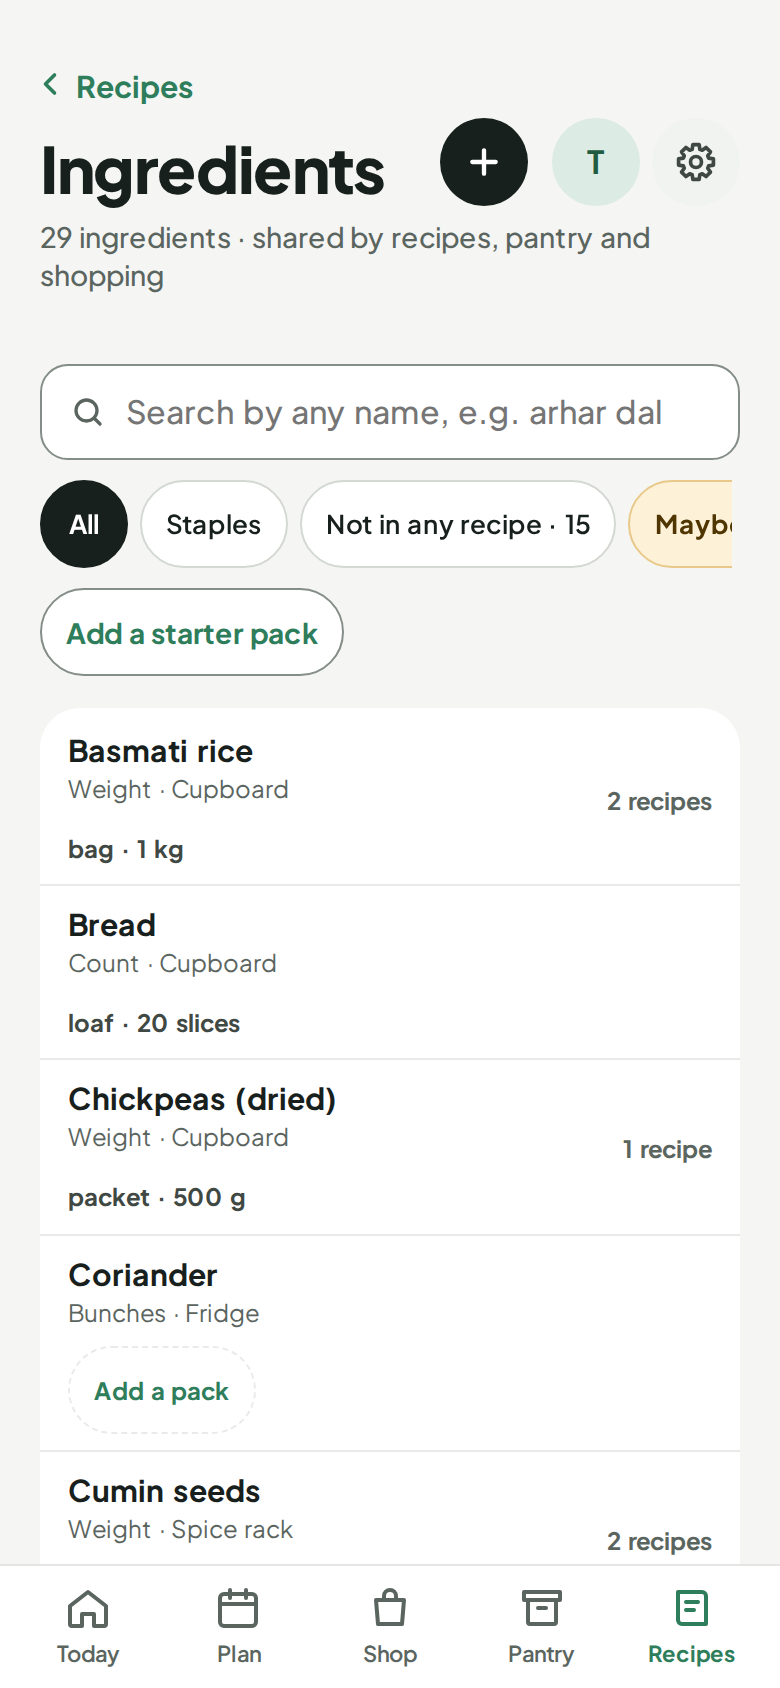 Recipes
Ingredients
T
29 ingredients · shared by recipes, pantry and
shopping
Search by any name, e.g. arhar dal
All
Staples
Not in any recipe · 15
Add a starter pack
Basmati rice
Weight · Cupboard
2 recipes
bag · 1 kg
Bread
Count · Cupboard
loaf · 20 slices
Chickpeas (dried)
Weight · Cupboard
1 recipe
packet · 500 g
Coriander
Bunches · Fridge
Add a pack
Cumin seeds
Weight · Spice rack
2 recipes
Today
Plan
Shop
Pantry
Recipes